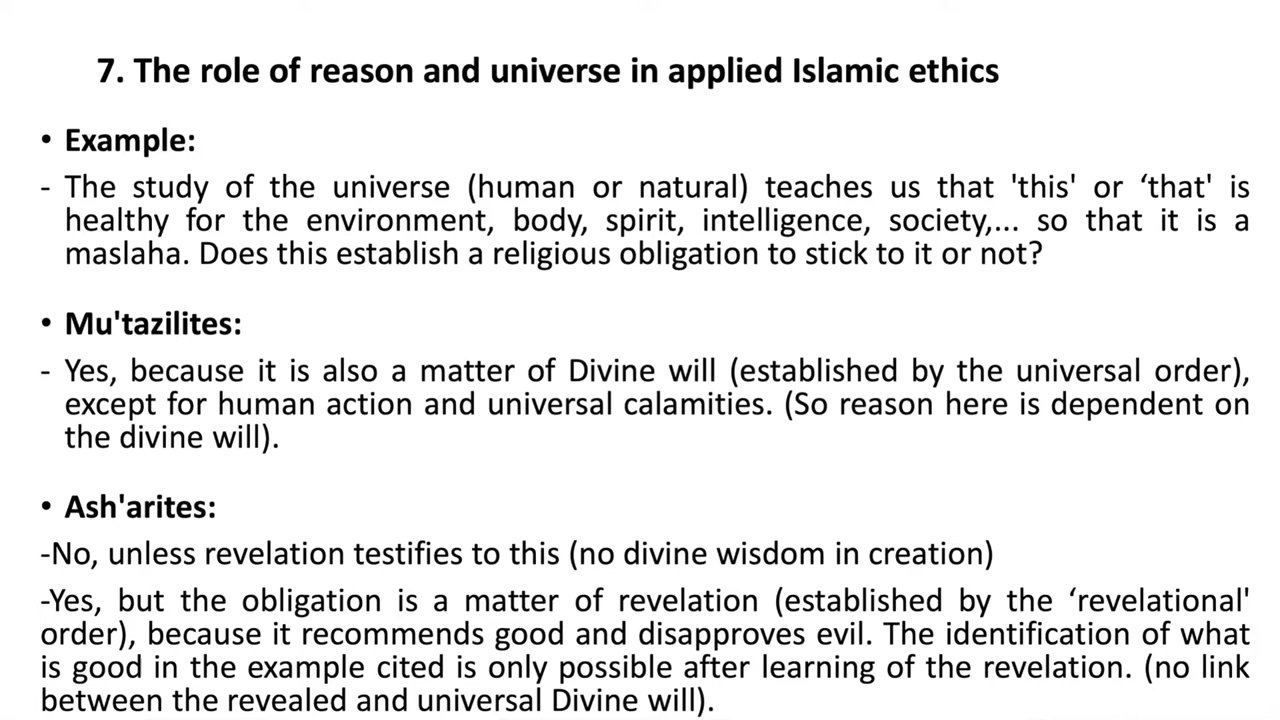 7. The role of reason and universe in applied Islamic ethics
• Example:
- The study of the universe (human or natural) teaches us that 'this' or ‘that' is
healthy for the environment, body, spirit, intelligence, society,... so that it is a
maslaha. Does this establish a religious obligation to stick to it or not?
• Mu'tazilites:
- Yes, because it is also a matter of Divine will (established by the universal order),
except for human action and universal calamities. (So reason here is dependent on
the divine will).
• Ash'arites:
-No, unless revelation testifies to this (no divine wisdom in creation)
-Yes, but the obligation is a matter of revelation (established by the ‘revelational'
order), because it recommends good and disapproves evil. The identification of what
is good in the example cited is only possible after learning of the revelation. (no link
between the revealed and universal Divine will).